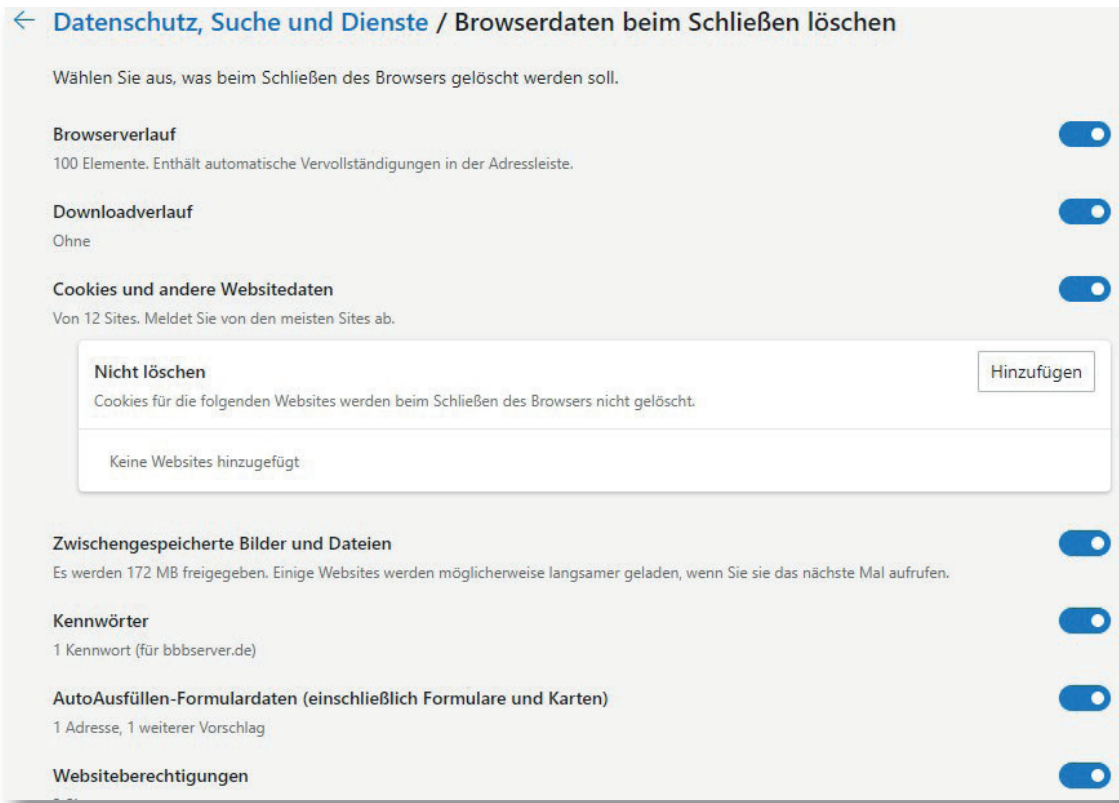 ← Datenschutz, Suche und Dienste / Browserdaten beim Schließen löschen
Wählen Sie aus, was beim Schließen des Browsers gelöscht werden soll.
Browserverlauf
100 Elemente. Enthält automatische Vervollständigungen in der Adressleiste.
Downloadverlauf
Ohne
Cookies und andere Websitedaten
Von 12 Sites. Meldet Sie von den meisten Sites ab.
Nicht löschen
Hinzufügen
Cookies für die folgenden Websites werden beim Schließen des Browsers nicht gelöscht.
Keine Websites hinzugefügt
Zwischengespeicherte Bilder und Dateien
Es werden 172 MB freigegeben. Einige Websites werden möglicherweise langsamer geladen, wenn Sie sie das nächste Mal aufrufen.
Kennwörter
1 Kennwort (für bbbserver.de)
AutoAusfüllen-Formulardaten (einschließlich Formulare und Karten)
1 Adresse, 1 weiterer Vorschlag
Websiteberechtigungen